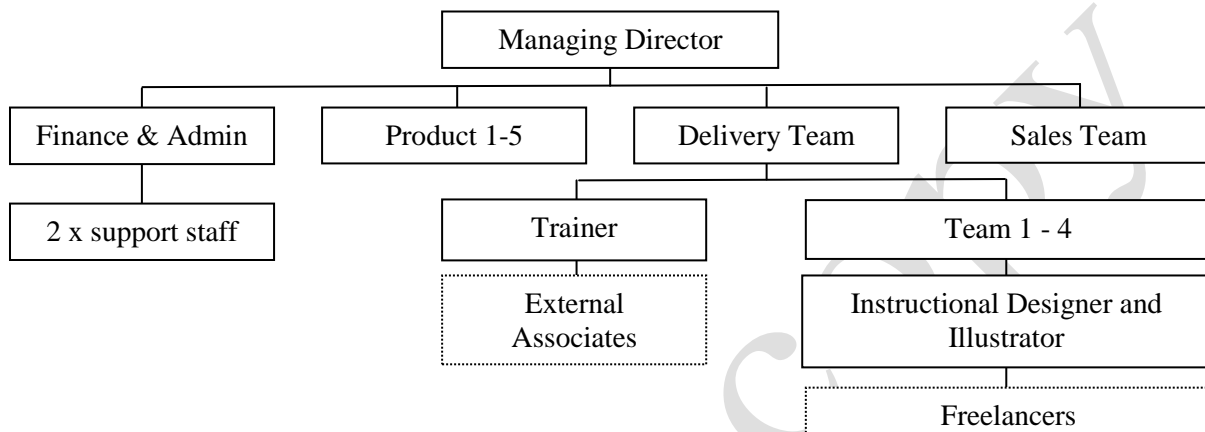 Managing Director
Finance & Admin
Product 1-5
Delivery Team
Sales Team
2 x support staff
Trainer
Team 1 - 4
External
Associates
Instructional Designer and
Illustrator
Freelancers